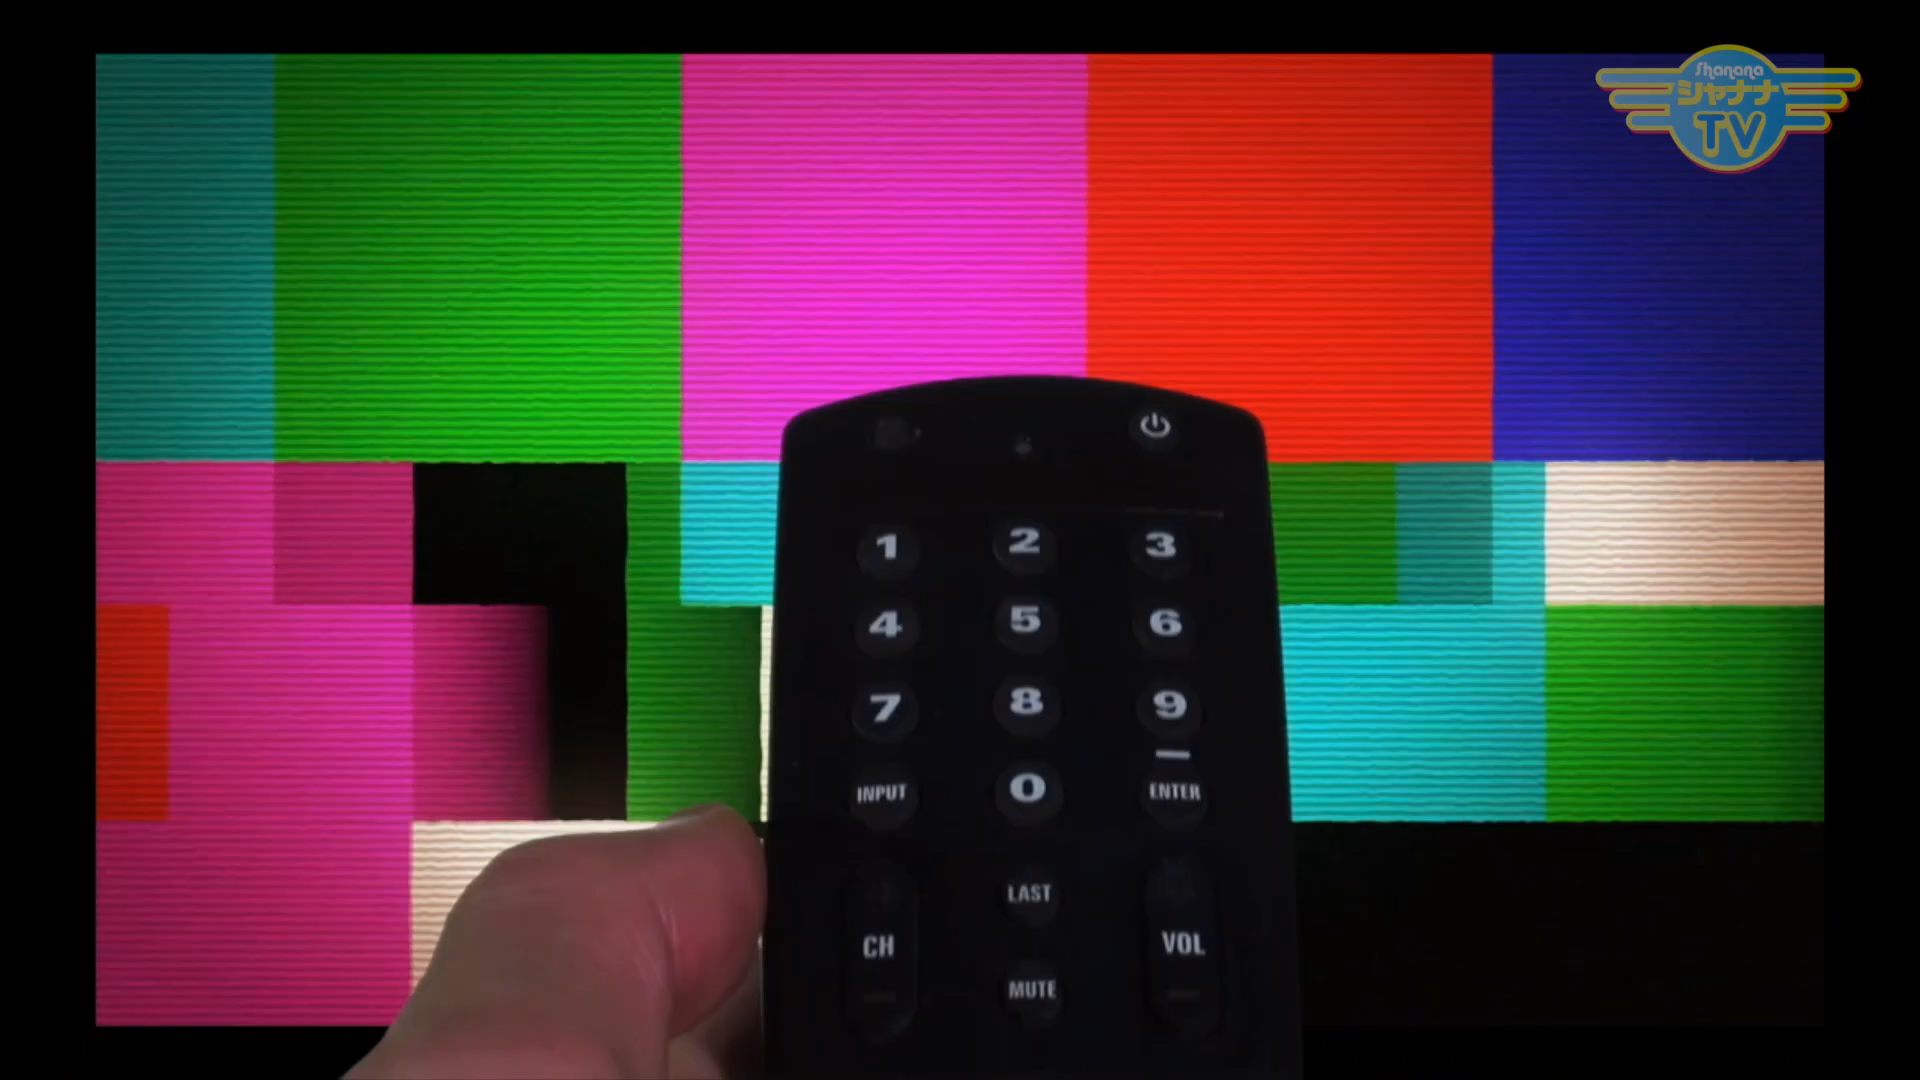 Shanana
シャナナ
TV
1 2 3
4 5 6
7 8 9
INPUT 0 ENTER
LAST
CH VOL
MUTE